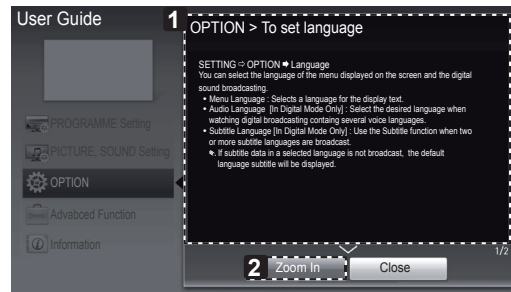 User Guide
1
OPTION > To set language
SETTING ⇨ OPTION ➡ Language
You can select the language of the menu displayed on the screen and the digital
sound broadcasting.
• Menu Language : Selects a language for the display text.
• Audio Language [In Digital Mode Only] : Select the desired language when
watching digital broadcasting containg several voice languages.
• Subtitle Language [In Digital Mode Only] : Use the Subtitle function when two
or more subtitle languages are broadcast.
If subtitle data in a selected language is not broadcast, the default
language subtitle will be displayed.
PROGRAMME Setting
PICTURE, SOUND Setting
OPTION
Advabced Function
Information
1/2
2
Zoom In
Close